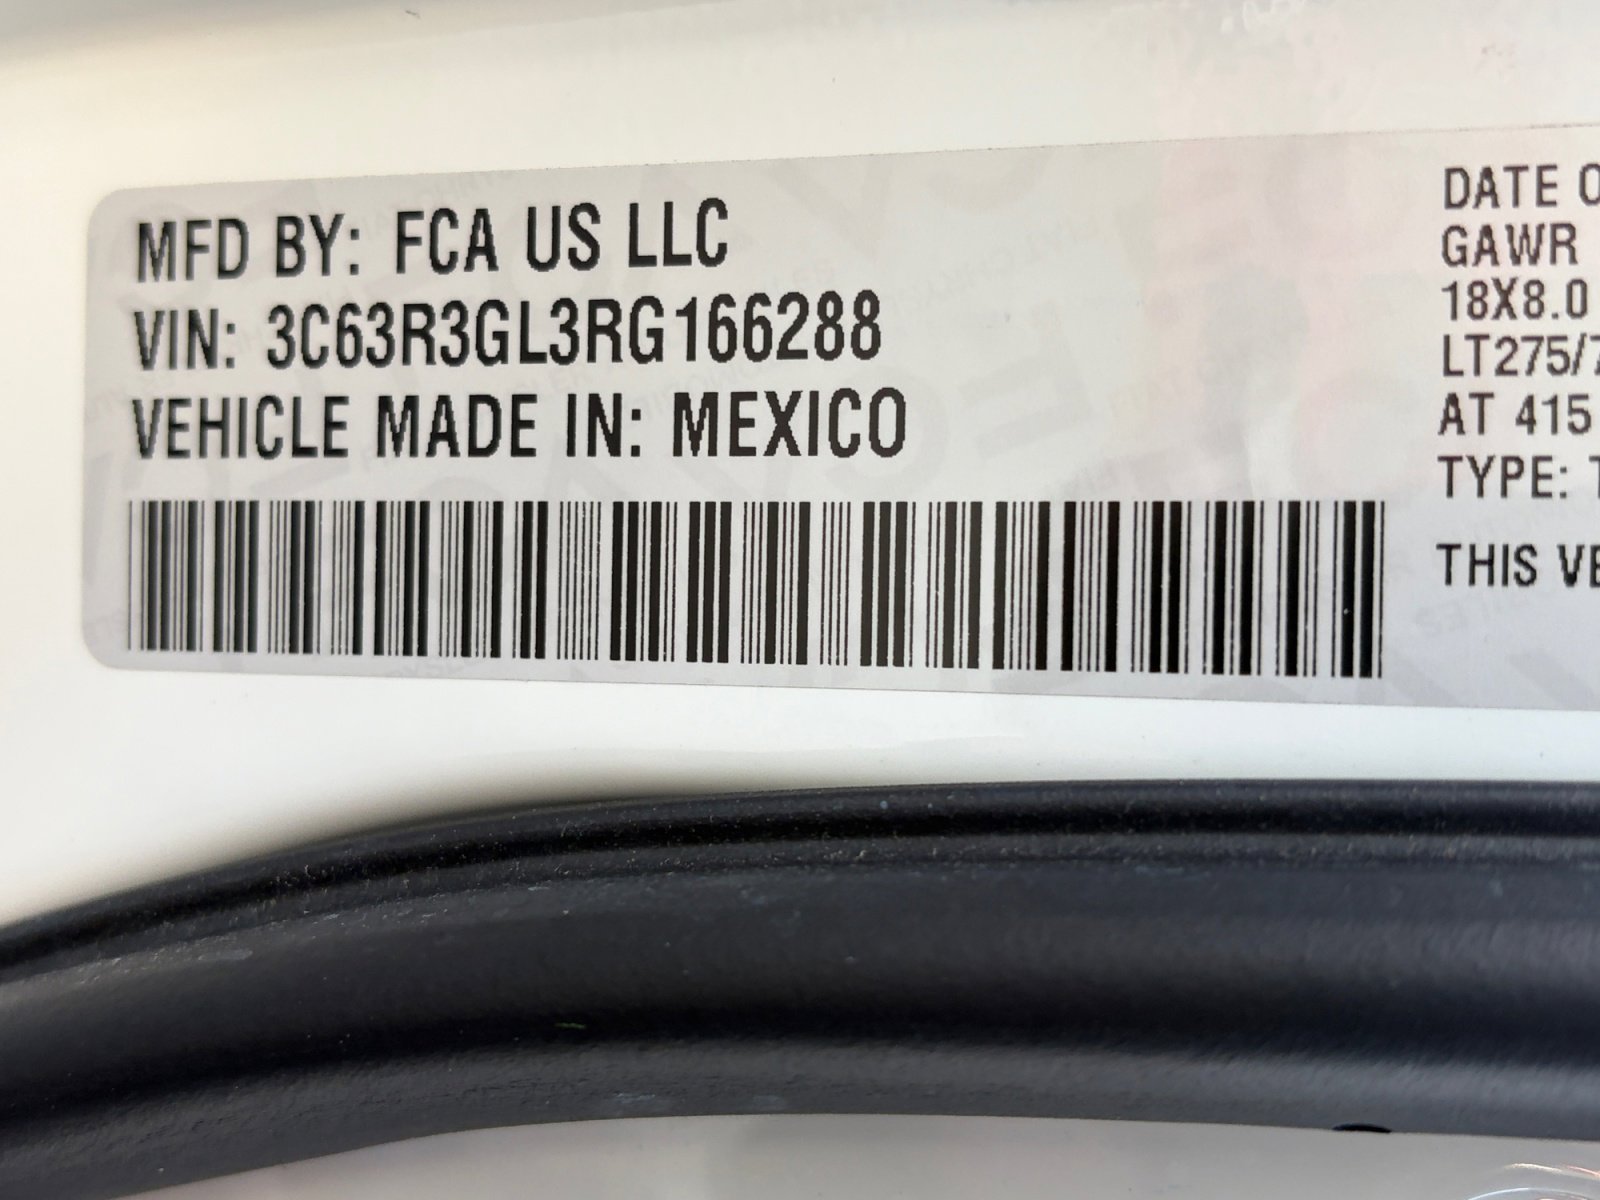 MFD BY: FCA US LLC
VIN: 3C63R3GL3RG166288
VEHICLE MADE IN: MEXICO
DATE O
GAWR
18X8.0
LT275/7
AT 415
TYPE: T
THIS VE